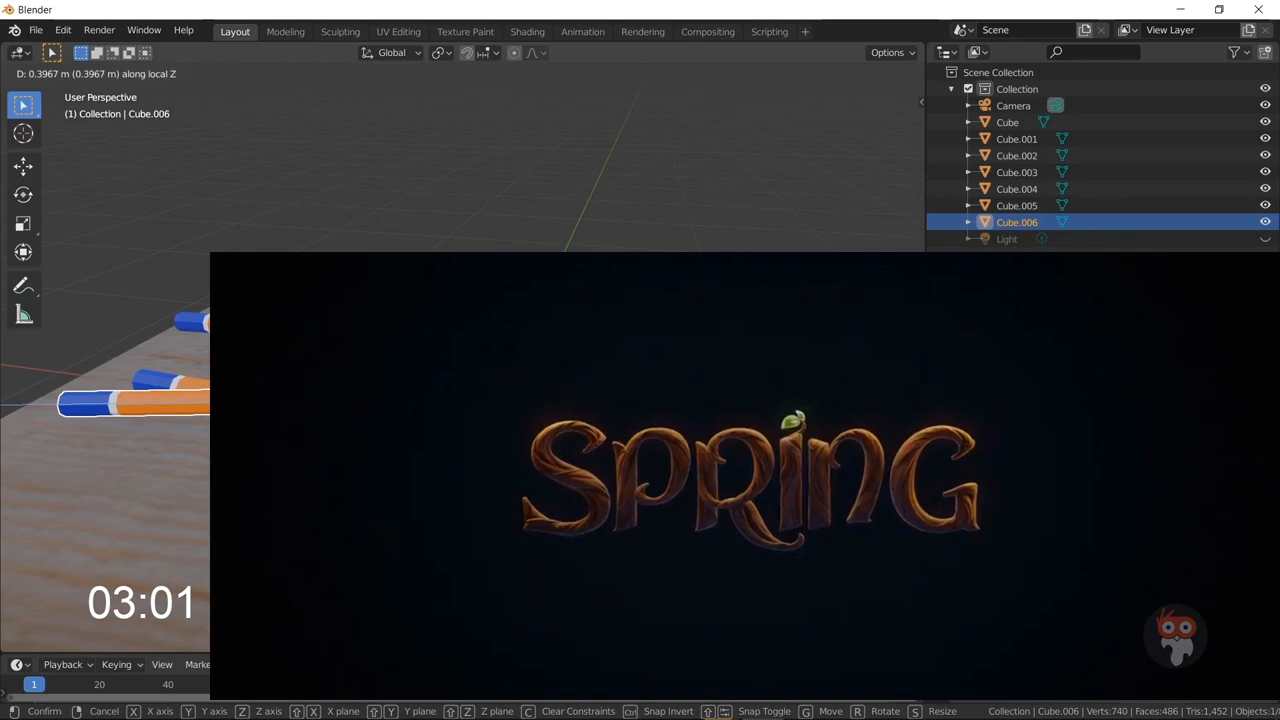 Blender
File Edit Render Window Help
Layout Modeling Sculpting UV Editing Texture Paint Shading Animation Rendering Compositing Scripting +
Scene
View Layer
Global
Options
D: 0.3967 m (0.3967 m) along local Z
User Perspective
(1) Collection | Cube.006
Scene Collection
Collection
Camera
Cube
Cube.001
Cube.002
Cube.003
Cube.004
Cube.005
Cube.006
Light
SPRiNG
03:01
Playback Keying View Marke
1 20 40
Confirm Cancel X X axis Y Y axis Z Z axis X X plane Y Y plane Z Z plane C Clear Constraints Ctrl Snap Invert Snap Toggle G Move R Rotate S Resize Collection | Cube.006 | Verts:740 | Faces:486 | Tris:1,452 | Objects:1